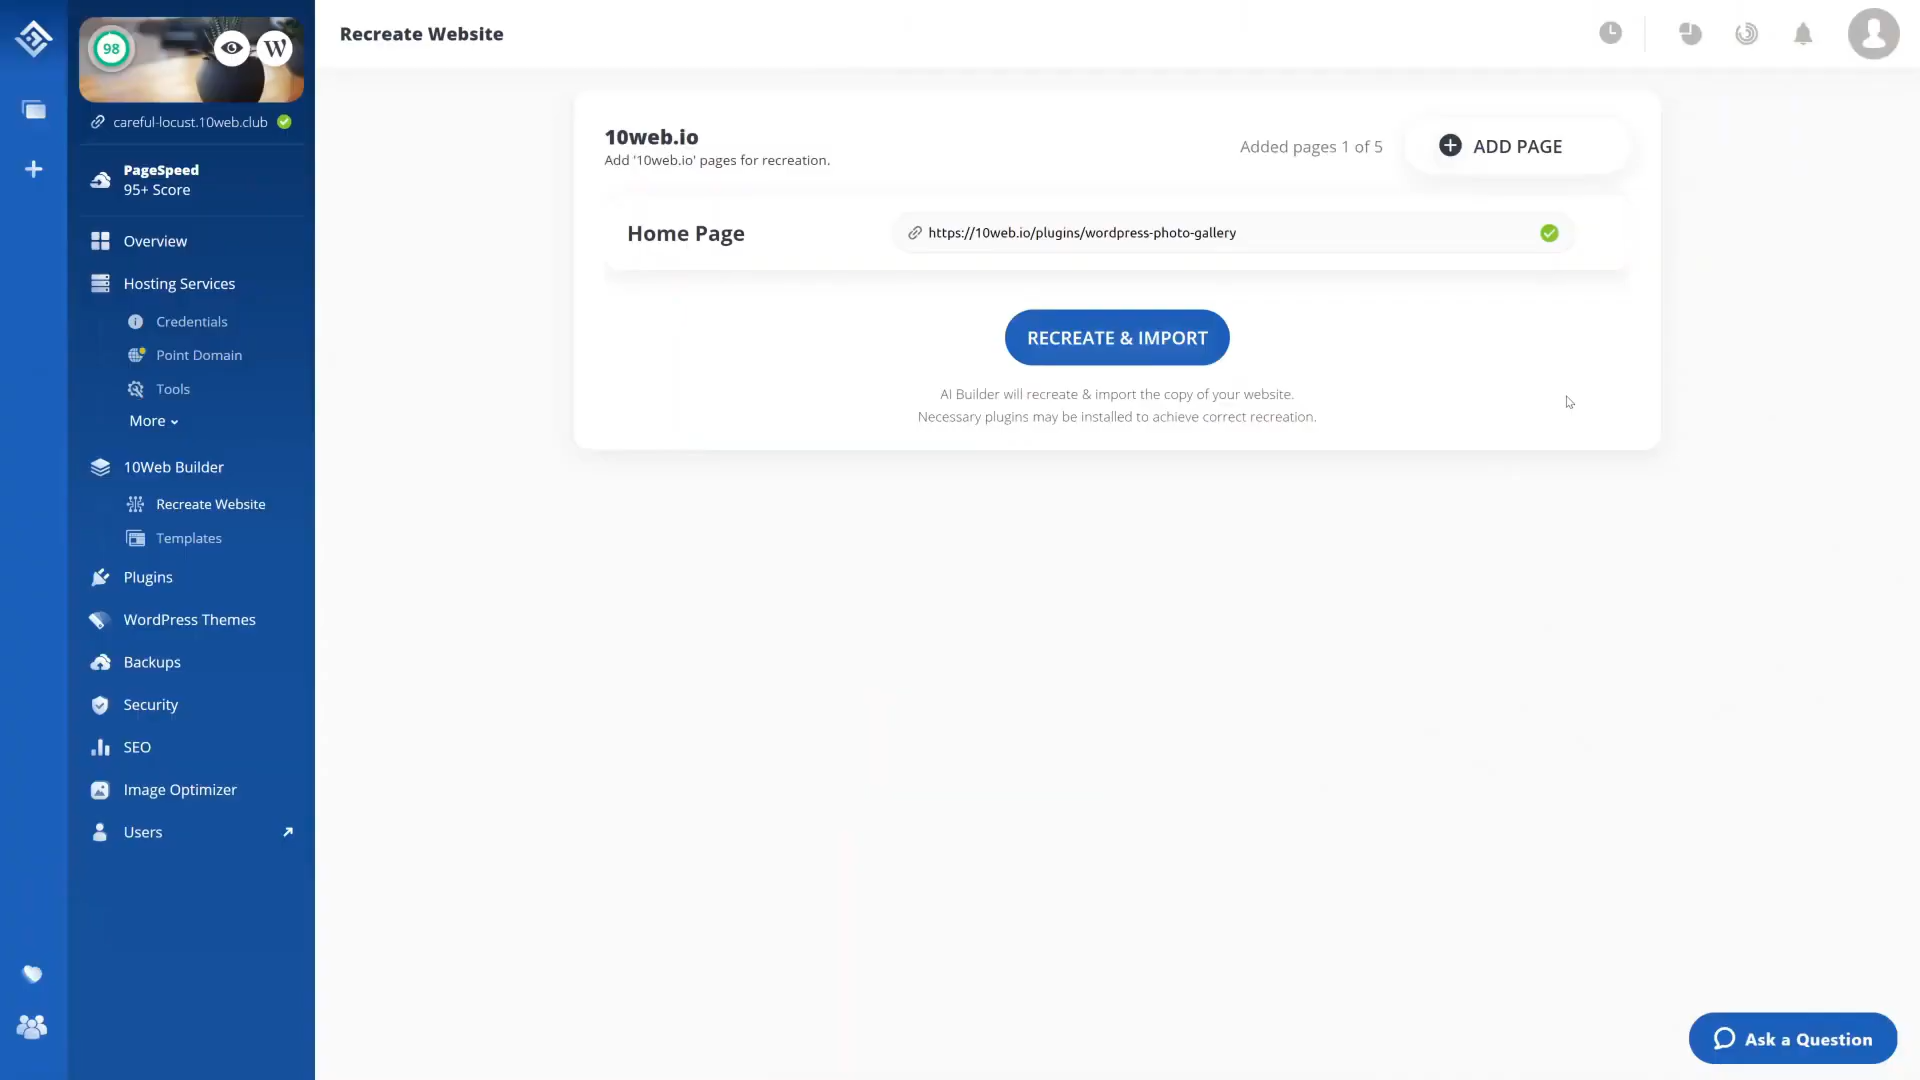 Recreate Website
98
W
careful-locust.10web.club
PageSpeed
95+ Score
Overview
Hosting Services
Credentials
Point Domain
Tools
More
10Web Builder
Recreate Website
Templates
Plugins
WordPress Themes
Backups
Security
SEO
Image Optimizer
Users
10web.io
Add '10web.io' pages for recreation.
Added pages 1 of 5
ADD PAGE
Home Page
https://10web.io/plugins/wordpress-photo-gallery
RECREATE & IMPORT
AI Builder will recreate & import the copy of your website.
Necessary plugins may be installed to achieve correct recreation.
Ask a Question